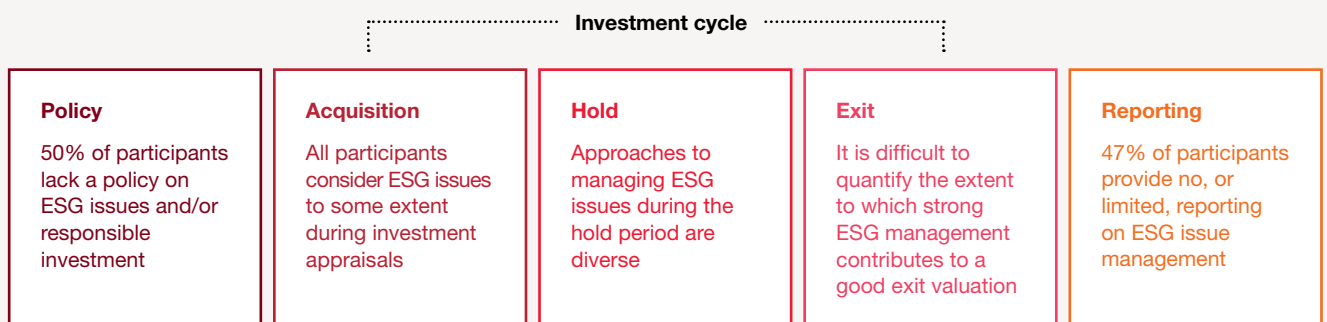 Investment cycle
Policy
50% of participants
lack a policy on
ESG issues and/or
responsible
investment
Acquisition
All participants
consider ESG issues
to some extent
during investment
appraisals
Hold
Approaches to
managing ESG
issues during the
hold period are
diverse
Exit
It is difficult to
quantify the extent
to which strong
ESG management
contributes to a
good exit valuation
Reporting
47% of participants
provide no, or
limited, reporting
on ESG issue
management